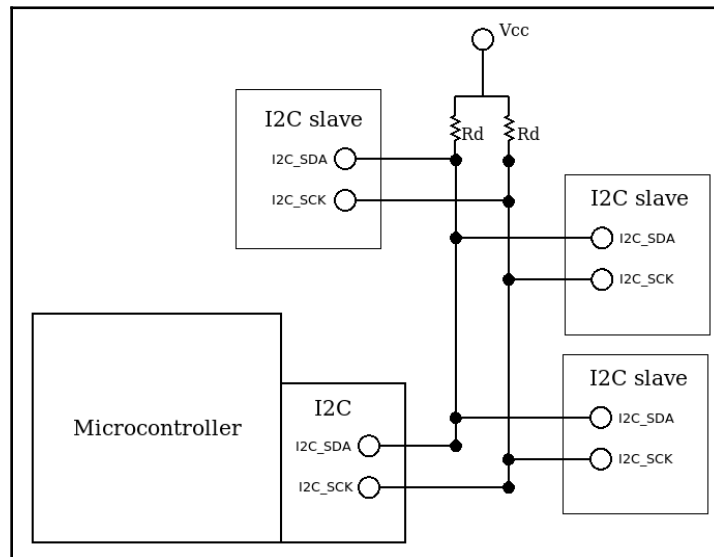 Vcc
Rd
Rd
I2C slave
I2C_SDA
I2C_SCK
I2C slave
I2C_SDA
I2C_SCK
I2C slave
I2C_SDA
I2C_SCK
Microcontroller
I2C
I2C_SDA
I2C_SCK